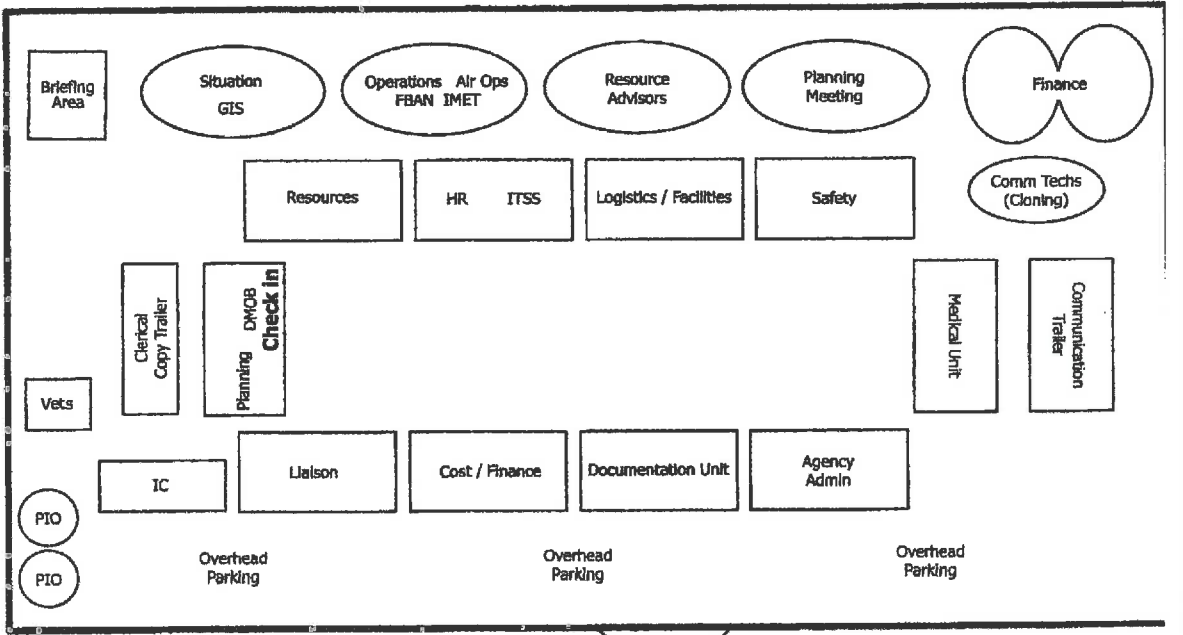 Briefing
Area
Situation
GIS
Operations Air Ops
FBAN IMET
Resource
Advisors
Planning
Meeting
Finance
Resources
HR ITSS
Logistics / Facilities
Safety
Comm Techs
(Cloning)
Clerical
Copy Trailer
Planning DMOB
Check in
Medical Unit
Communication
Trailer
Vets
IC
Liaison
Cost / Finance
Documentation Unit
Agency
Admin
PIO
PIO
Overhead
Parking
Overhead
Parking
Overhead
Parking